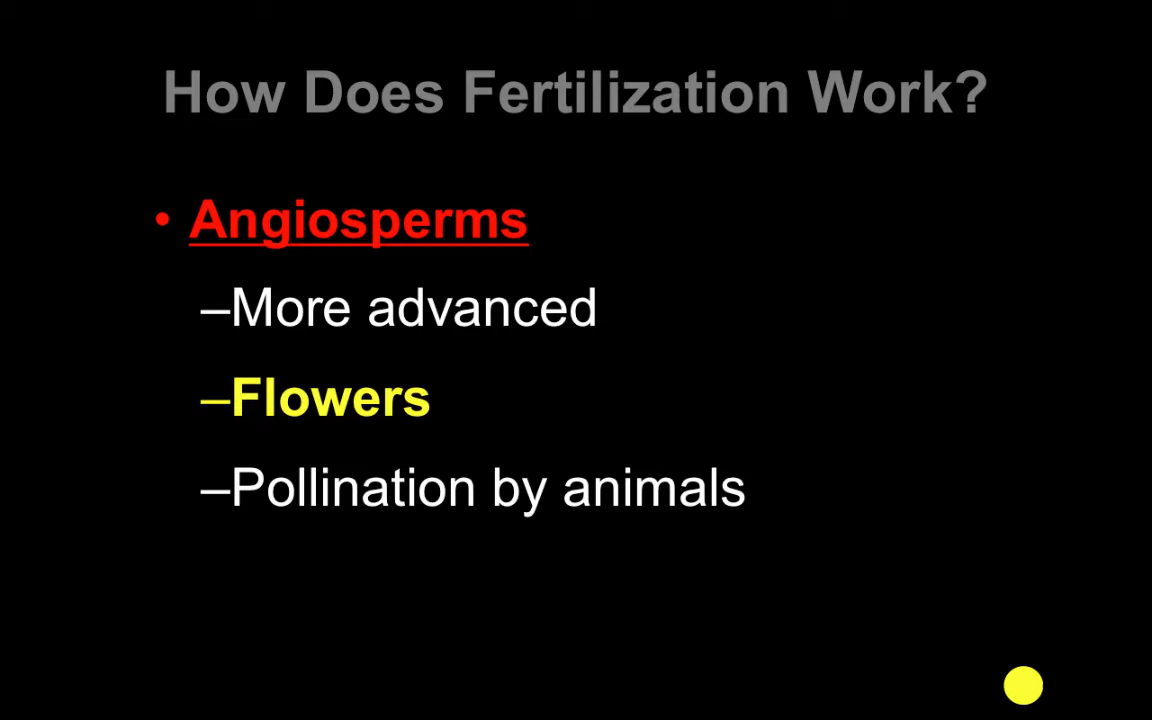 How Does Fertilization Work?
• Angiosperms
–More advanced
–Flowers
–Pollination by animals